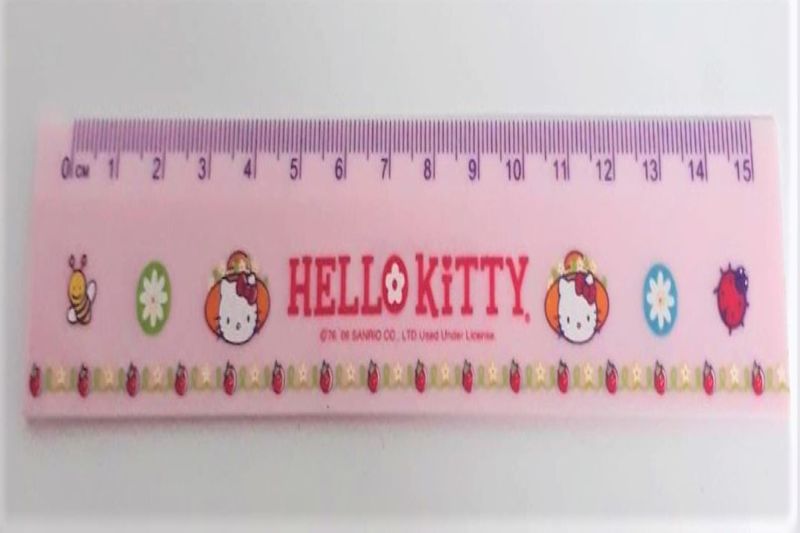 0 CM 1 2 3 4 5 6 7 8 9 10 11 12 13 14 15
HELLO KiTTY®
©76, 06 SANRIO CO., LTD Used Under License.